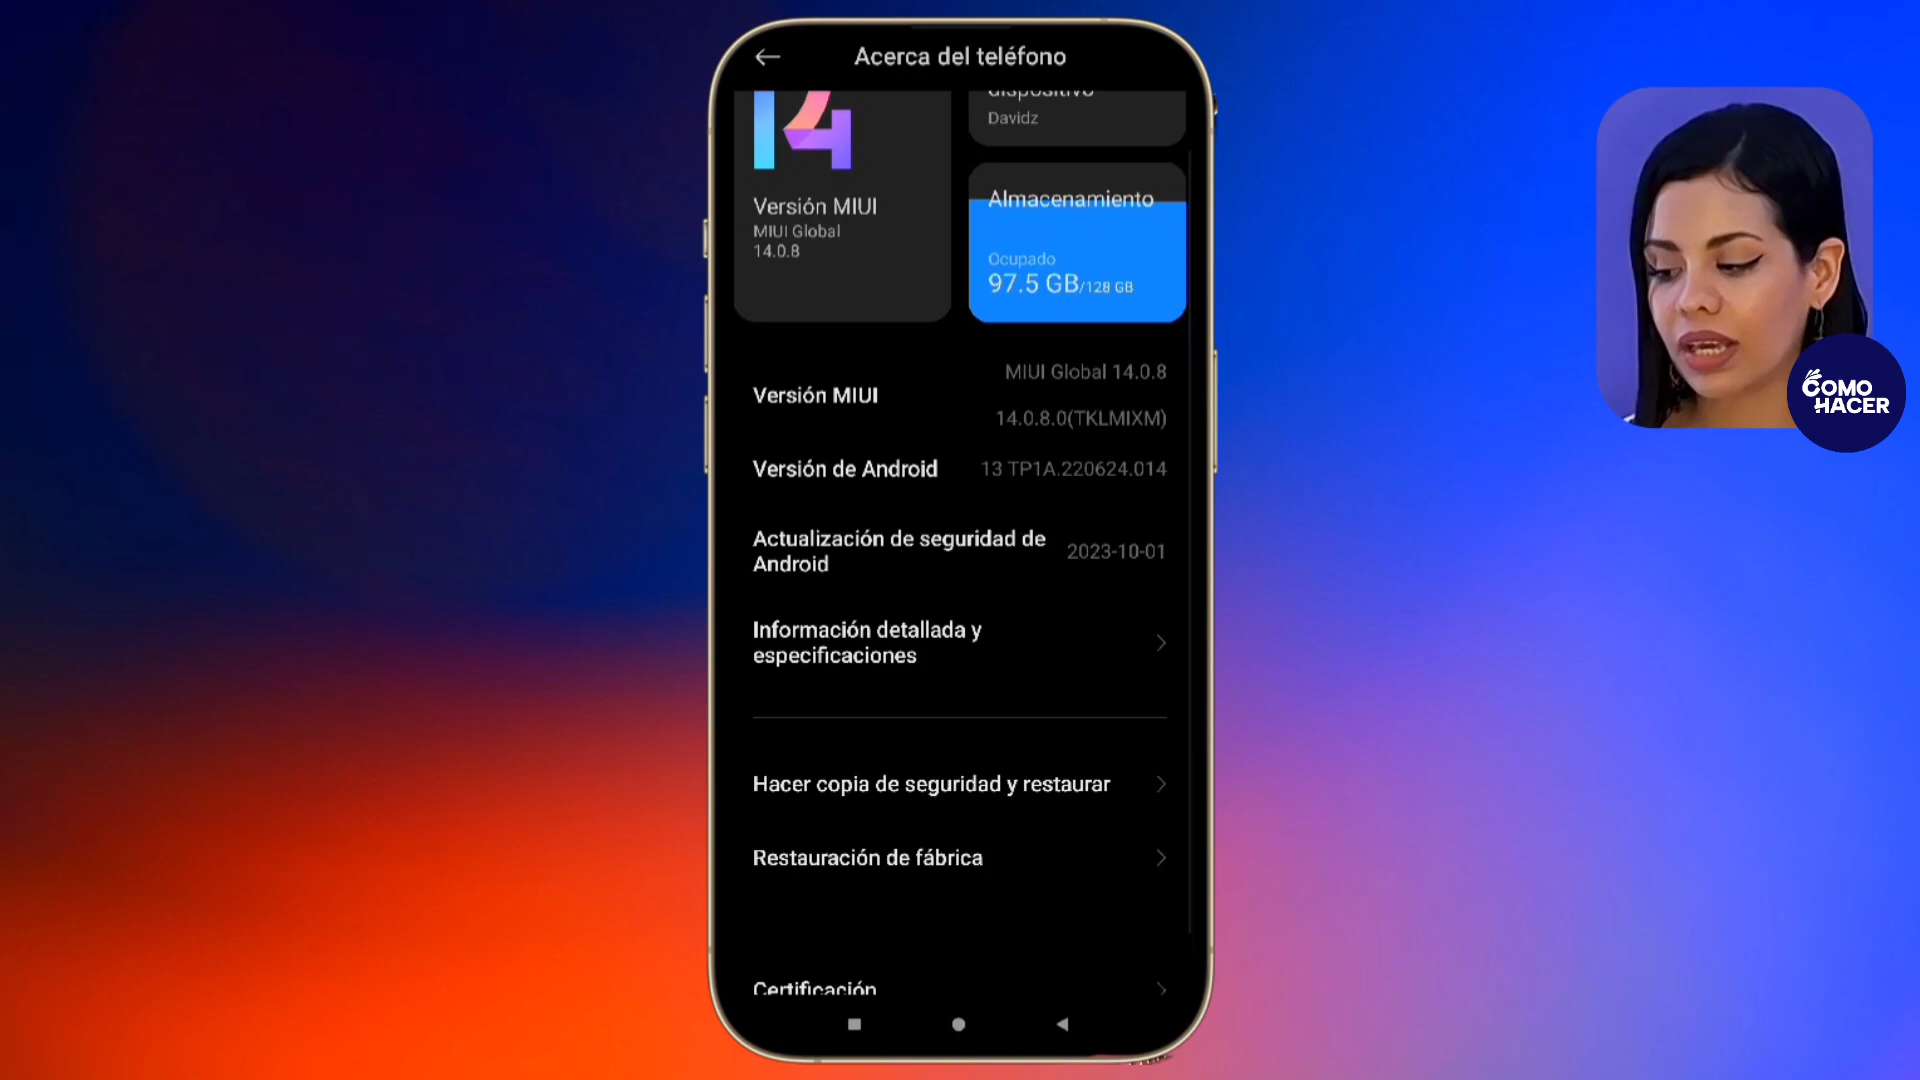 Acerca del teléfono
14
dispositivo
Davidz
Versión MIUI
MIUI Global
14.0.8
Almacenamiento
Ocupado
97.5 GB/128 GB
Versión MIUI
MIUI Global 14.0.8
14.0.8.0(TKLMIXM)
Versión de Android
13 TP1A.220624.014
Actualización de seguridad de
Android
2023-10-01
Información detallada y
especificaciones
Hacer copia de seguridad y restaurar
Restauración de fábrica
Certificación
COMO
HACER